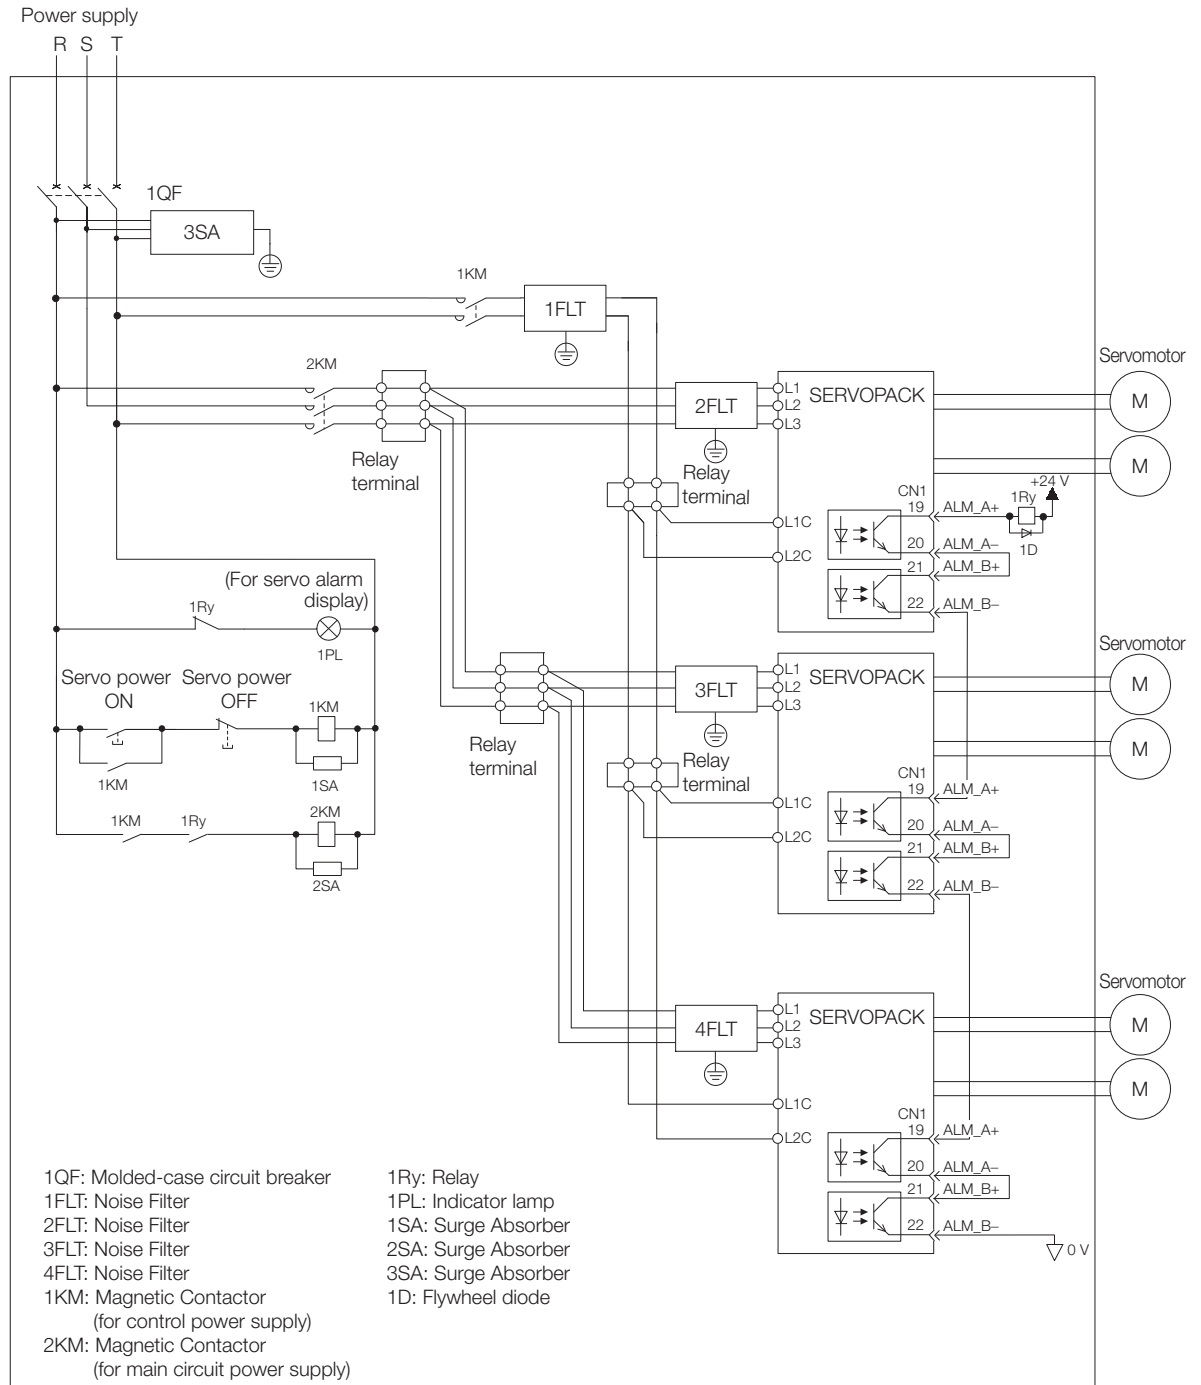 Power supply
R S T
1QF
3SA
1KM
1FLT
2KM
Servomotor
L1
L2
L3
2FLT
SERVOPACK
M
Relay
terminal
Relay
terminal
M
+24 V
CN1
1Ry
19
ALM_A+
1D
L1C
20
ALM_A–
L2C
21
ALM_B+
22
ALM_B–
(For servo alarm
display)
1Ry
1PL
Servo power
ON
Servo power
OFF
1KM
1KM
1SA
1KM
1Ry
2KM
2SA
Servomotor
L1
L2
L3
3FLT
SERVOPACK
M
Relay
terminal
Relay
terminal
M
CN1
19
ALM_A+
L1C
20
ALM_A–
L2C
21
ALM_B+
22
ALM_B–
Servomotor
L1
L2
L3
4FLT
SERVOPACK
M
M
L1C
CN1
19
ALM_A+
L2C
20
ALM_A–
21
ALM_B+
22
ALM_B–
0 V
1QF: Molded-case circuit breaker
1FLT: Noise Filter
2FLT: Noise Filter
3FLT: Noise Filter
4FLT: Noise Filter
1KM: Magnetic Contactor
(for control power supply)
2KM: Magnetic Contactor
(for main circuit power supply)
1Ry: Relay
1PL: Indicator lamp
1SA: Surge Absorber
2SA: Surge Absorber
3SA: Surge Absorber
1D: Flywheel diode